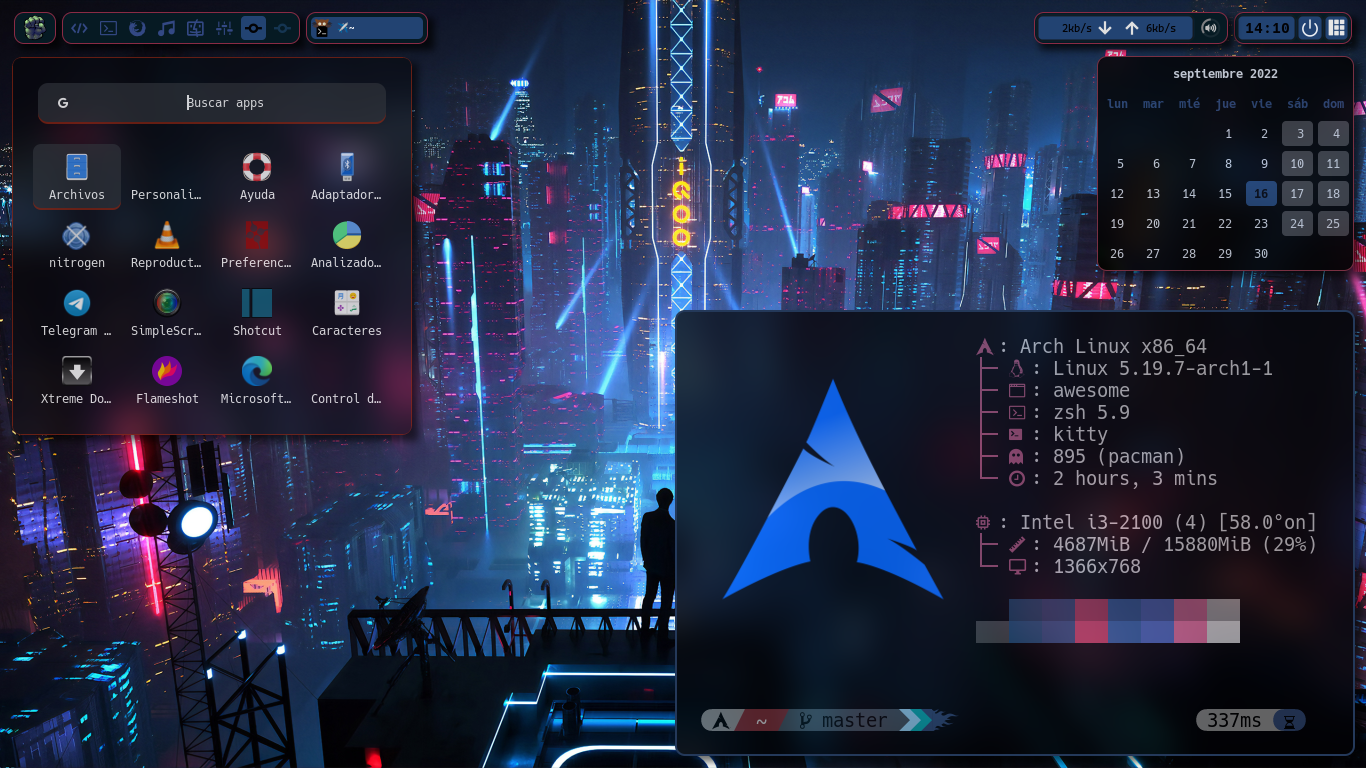 ~
2kb/s
6kb/s
14:10
Buscar apps
Archivos
Personali…
Ayuda
Adaptador…
nitrogen
Reproduct…
Preferenc…
Analizado…
Telegram …
SimpleScr…
Shotcut
Caracteres
Xtreme Do…
Flameshot
Microsoft…
Control d…
septiembre 2022
lun mar mié jue vie sáb dom
1 2 3 4
5 6 7 8 9 10 11
12 13 14 15 16 17 18
19 20 21 22 23 24 25
26 27 28 29 30
: Arch Linux x86_64
: Linux 5.19.7-arch1-1
: awesome
: zsh 5.9
: kitty
: 895 (pacman)
: 2 hours, 3 mins
: Intel i3-2100 (4) [58.0°on]
: 4687MiB / 15880MiB (29%)
: 1366x768
~ master
337ms